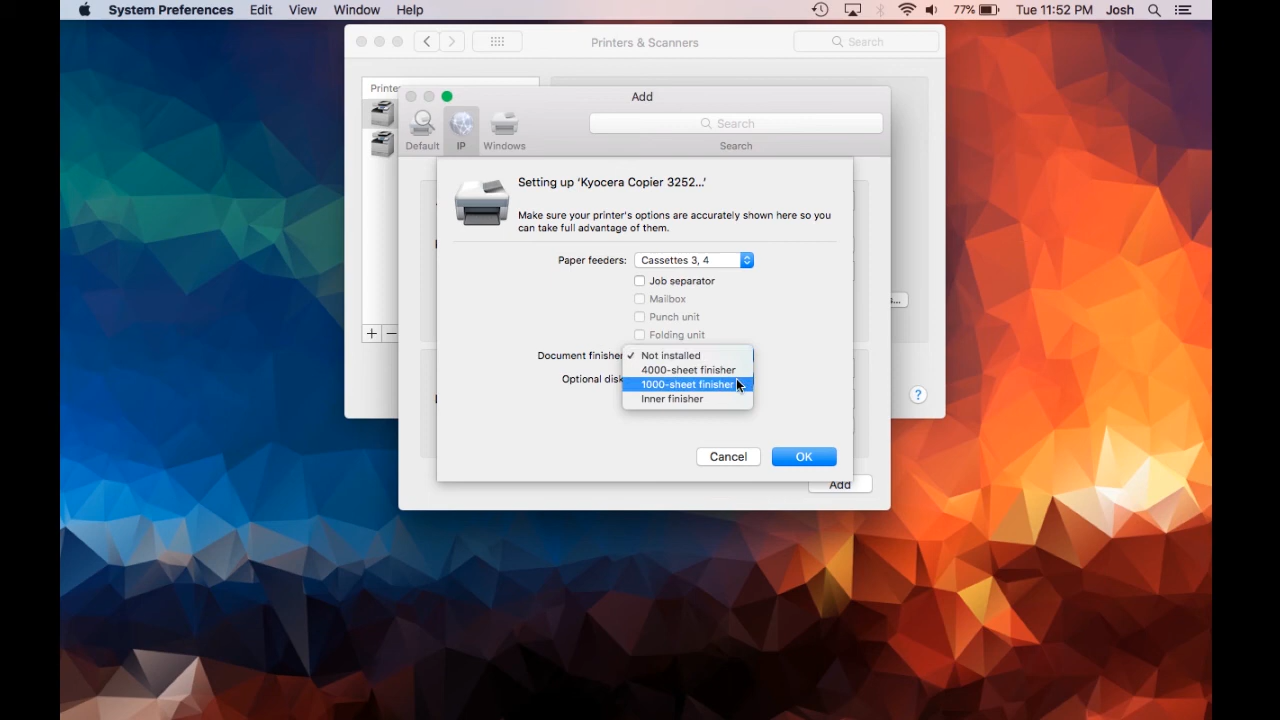 System Preferences Edit View Window Help 77% Tue 11:52 PM Josh
Printers & Scanners Search
Add
Default IP Windows Search
Search
Setting up ‘Kyocera Copier 3252...’
Make sure your printer's options are accurately shown here so you
can take full advantage of them.
Paper feeders: Cassettes 3, 4
Job separator
Mailbox
Punch unit
Folding unit
Document finisher ✓ Not installed
4000-sheet finisher
Optional disk
1000-sheet finisher
Inner finisher
?
Cancel OK
Add